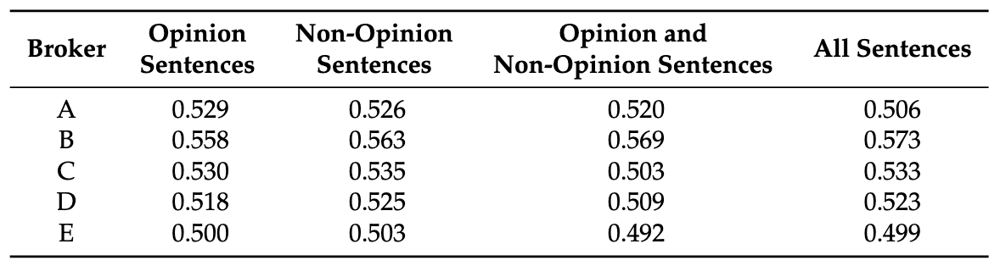 Broker Opinion Sentences Non-Opinion Sentences Opinion and Non-Opinion Sentences All Sentences
A 0.529 0.526 0.520 0.506
B 0.558 0.563 0.569 0.573
C 0.530 0.535 0.503 0.533
D 0.518 0.525 0.509 0.523
E 0.500 0.503 0.492 0.499